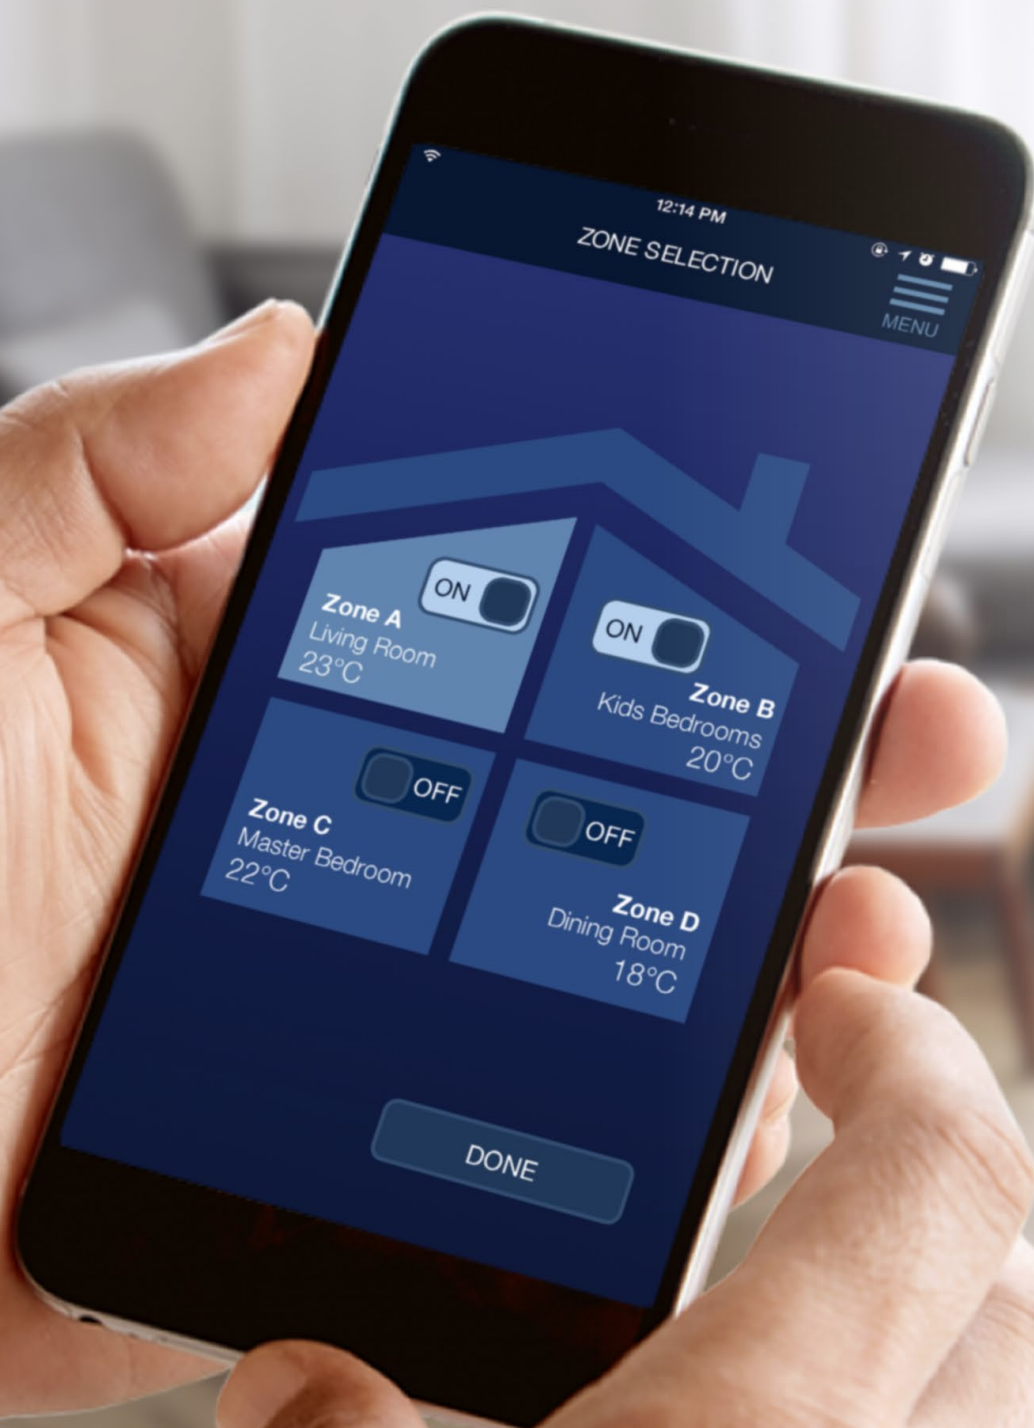 12:14 PM
ZONE SELECTION
MENU
ON
Zone A
Living Room
23°C
ON
Zone B
Kids Bedrooms
20°C
OFF
Zone C
Master Bedroom
22°C
OFF
Zone D
Dining Room
18°C
DONE